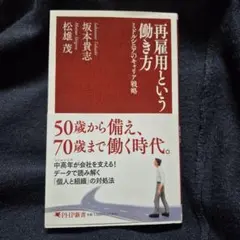 再雇用という
働き方
ミドルシニアのキャリア戦略
坂本貴志
松雄茂
50歳から備え、
70歳まで働く時代。
中高年が会社を支える!
データで読み解く
「個人と組織」の対処法
PHP新書